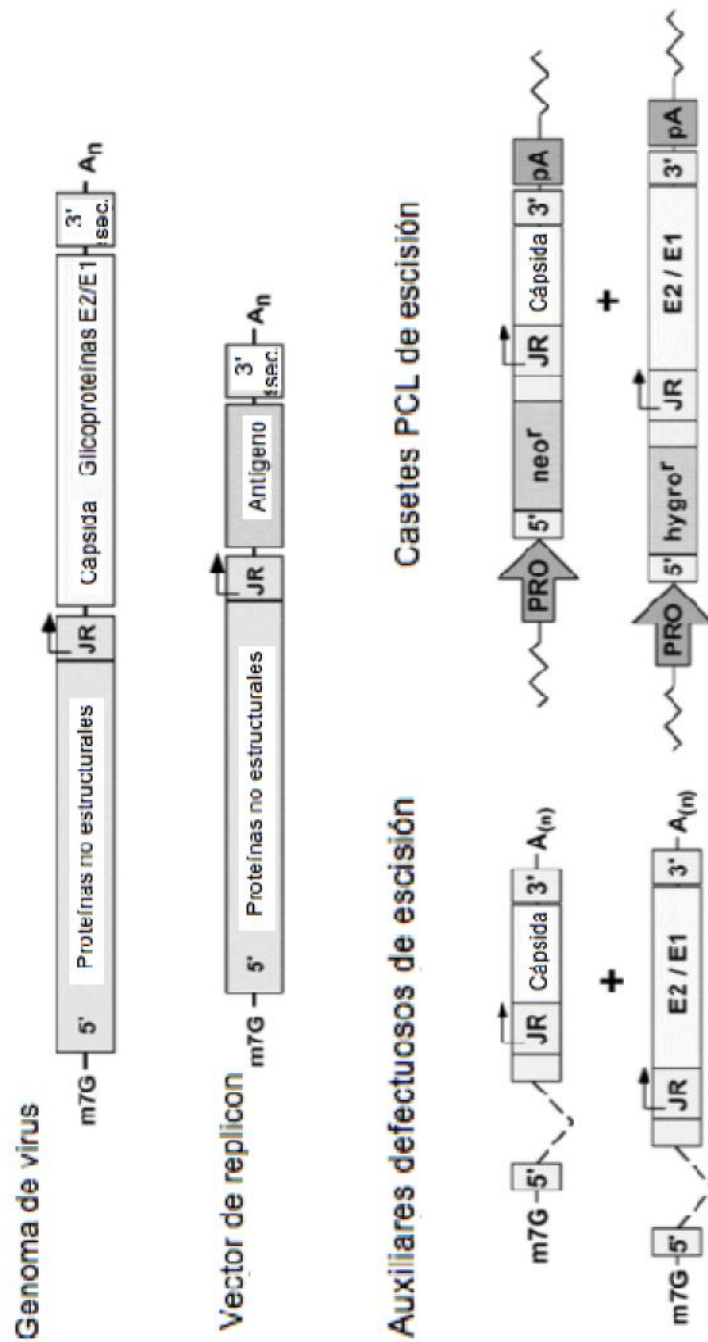 Genoma de virus
m7G
5'
Proteínas no estructurales
JR
Cápsida
Glicoproteínas E2/E1
3'
sec.
An
Vector de replicon
m7G
5'
Proteínas no estructurales
JR
Antígeno
3'
sec.
An
Auxiliares defectuosos de escisión
m7G
5'
JR
Cápsida
3'
A(n)
+
m7G
5'
JR
E2 / E1
3'
A(n)
Casetes PCL de escisión
PRO
5'
neor
JR
Cápsida
3'
pA
+
PRO
5'
hygror
JR
E2 / E1
3'
pA